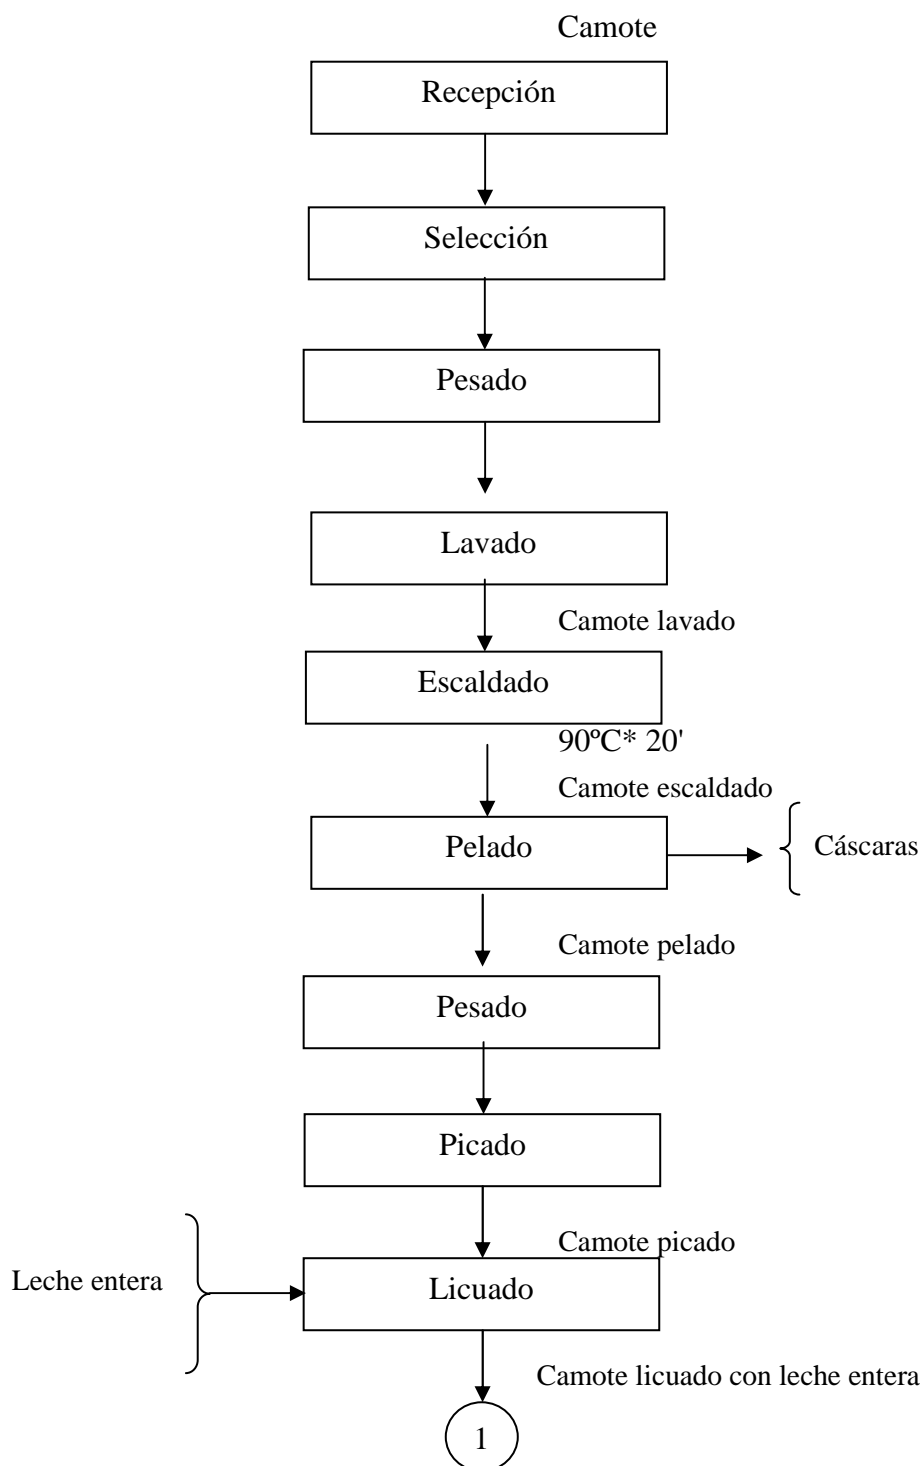 Camote
Recepción
Selección
Pesado
Lavado
Camote lavado
Escaldado
90ºC* 20'
Camote escaldado
Pelado
Cáscaras
Camote pelado
Pesado
Picado
Camote picado
Leche entera
Licuado
Camote licuado con leche entera
1